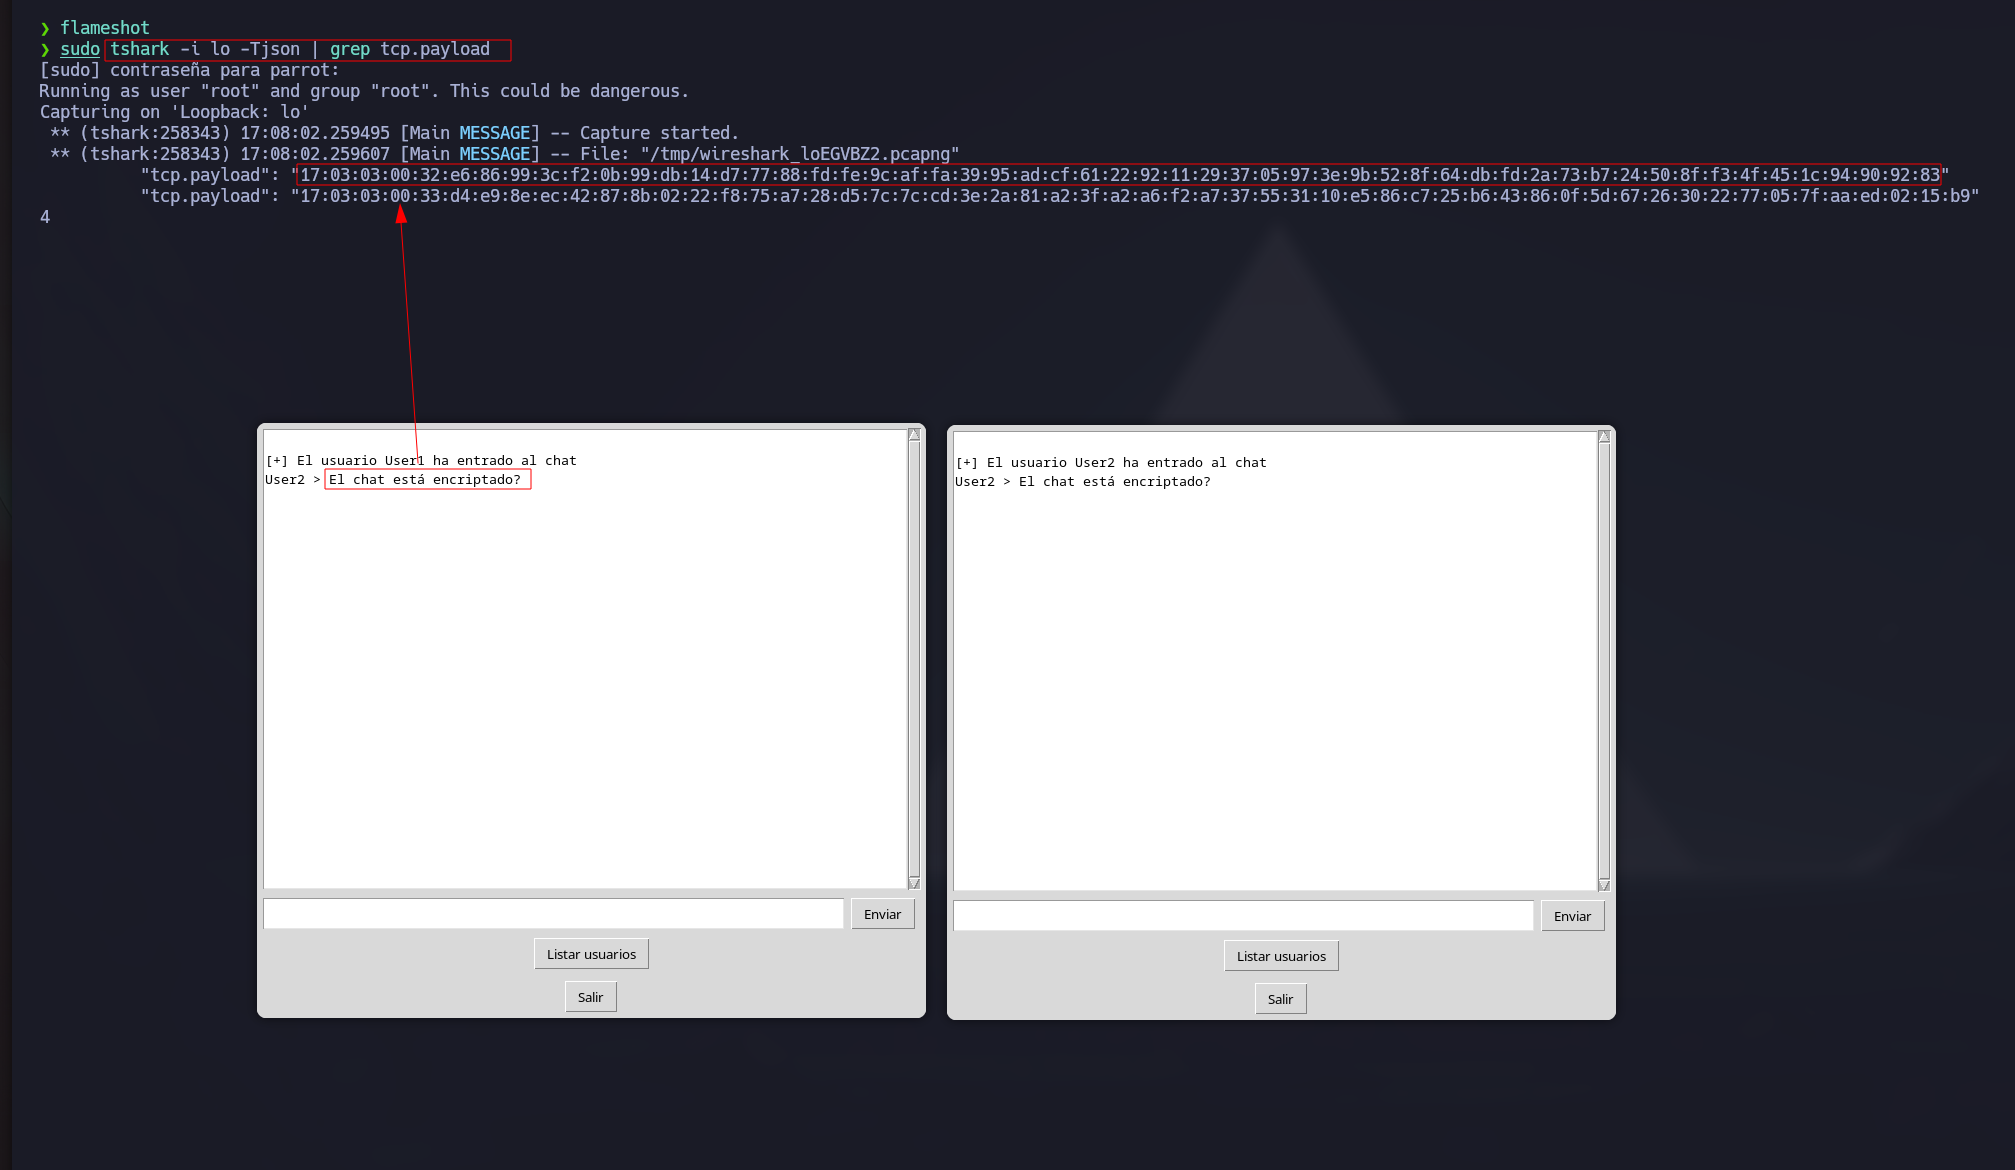 ❯ flameshot
❯ sudo tshark -i lo -Tjson | grep tcp.payload
[sudo] contraseña para parrot:
Running as user "root" and group "root". This could be dangerous.
Capturing on 'Loopback: lo'
** (tshark:258343) 17:08:02.259495 [Main MESSAGE] -- Capture started.
** (tshark:258343) 17:08:02.259607 [Main MESSAGE] -- File: "/tmp/wireshark_loEGVBZ2.pcapng"
"tcp.payload": "17:03:03:00:32:e6:86:99:3c:f2:0b:99:db:14:d7:77:88:fd:fe:9c:af:fa:39:95:ad:cf:61:22:92:11:29:37:05:97:3e:9b:52:8f:64:db:fd:2a:73:b7:24:50:8f:f3:4f:45:1c:94:90:92:83"
"tcp.payload": "17:03:03:00:33:d4:e9:8e:ec:42:87:8b:02:22:f8:75:a7:28:d5:7c:7c:cd:3e:2a:81:a2:3f:a2:a6:f2:a7:37:55:31:10:e5:86:c7:25:b6:43:86:0f:5d:67:26:30:22:77:05:7f:aa:ed:02:15:b9"
4
[+] El usuario User1 ha entrado al chat
User2 > El chat está encriptado?
Enviar
Listar usuarios
Salir
[+] El usuario User2 ha entrado al chat
User2 > El chat está encriptado?
Enviar
Listar usuarios
Salir